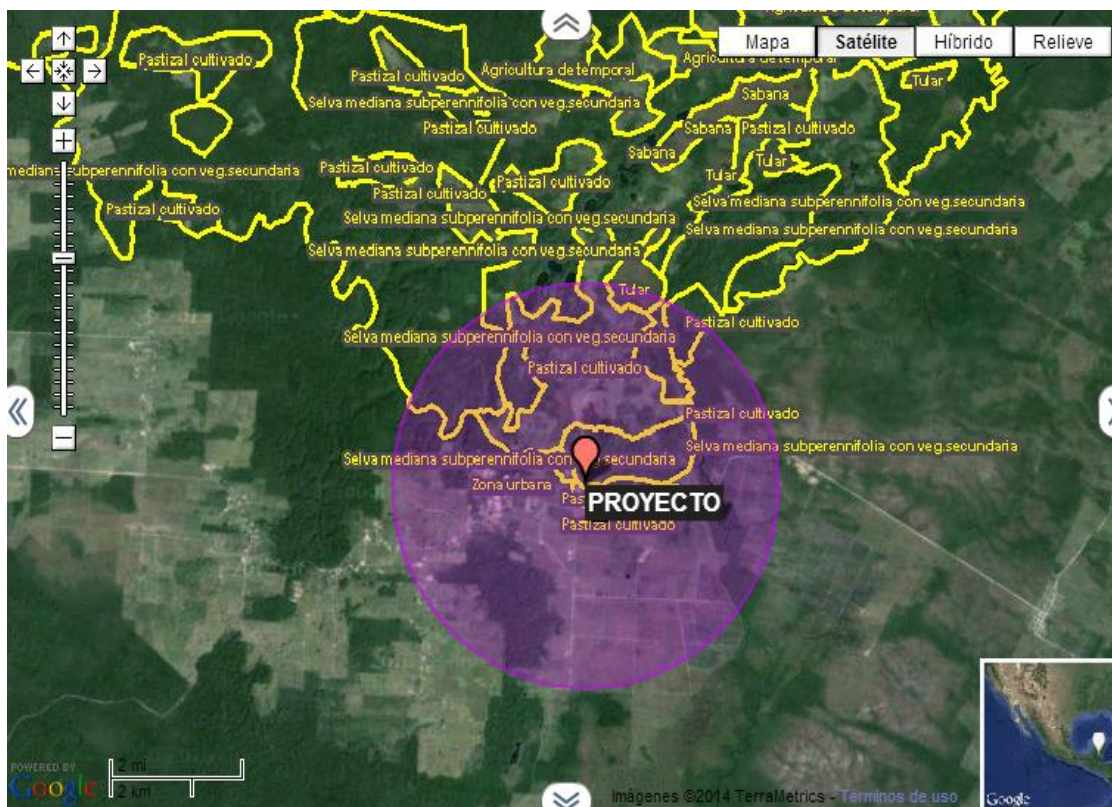 Agricultura de temporal
Mapa
Satélite
Híbrido
Relieve
Pastizal cultivado
Agricultura de temporal
Agricultura de temporal
Pastizal cultivado
Tular
Sabana
Selva mediana subperennifolia con veg.secundaria
Pastizal cultivado
Sabana
Pastizal cultivado
Sabana
Tular
mediana subperennifolia con veg.secundaria
Pastizal cultivado
Tular
Pastizal cultivado
Pastizal cultivado
Selva mediana subperennifolia con veg.secundaria
Pastizal cultivado
Selva mediana subperennifolia con veg.secundaria
Selva mediana subperennifolia con veg.secundaria
Selva mediana subperennifolia con veg.secundaria
Tular
Pastizal cultivado
Selva mediana subperennifolia con veg.secundaria
Pastizal cultivado
Pastizal cultivado
Selva mediana subperennifolia con veg.secundaria
Selva mediana subperennifolia con veg.secundaria
Zona urbana
PROYECTO
Pastizal cultivado
POWERED BY
Google
2 mi
2 km
Imágenes ©2014 TerraMetrics - Términos de uso
Google